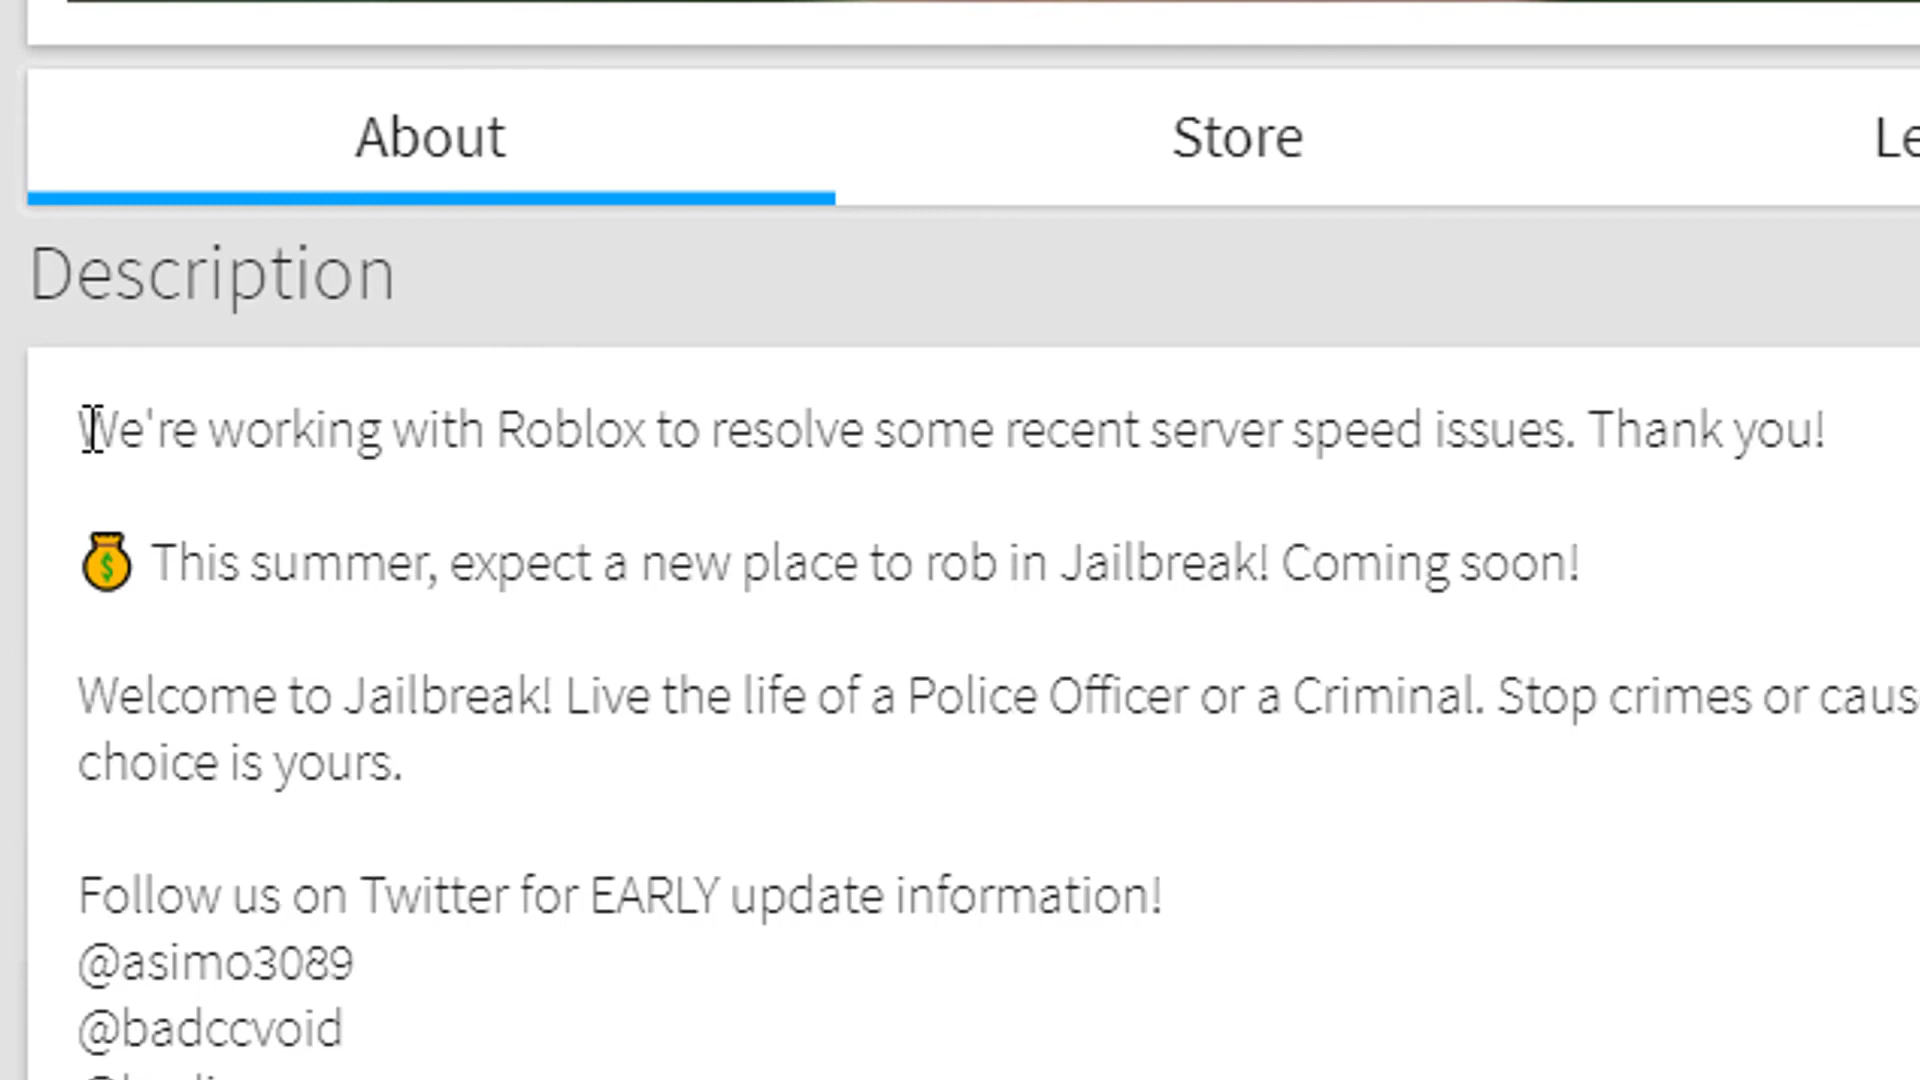 About
Store
Le
Description
We're working with Roblox to resolve some recent server speed issues. Thank you!
💰 This summer, expect a new place to rob in Jailbreak! Coming soon!
Welcome to Jailbreak! Live the life of a Police Officer or a Criminal. Stop crimes or caus
choice is yours.
Follow us on Twitter for EARLY update information!
@asimo3089
@badccvoid